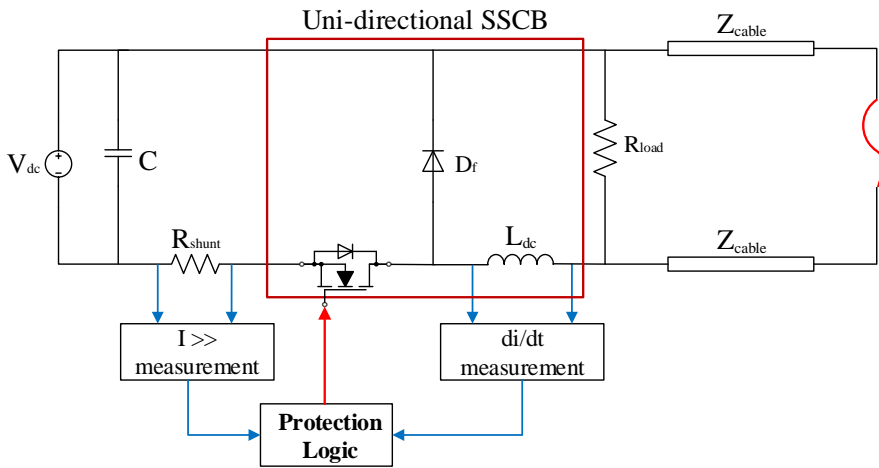 Uni-directional SSCB
Zcable
Vdc
C
Df
Rload
Rshunt
Ldc
Zcable
I >>
measurement
di/dt
measurement
Protection
Logic